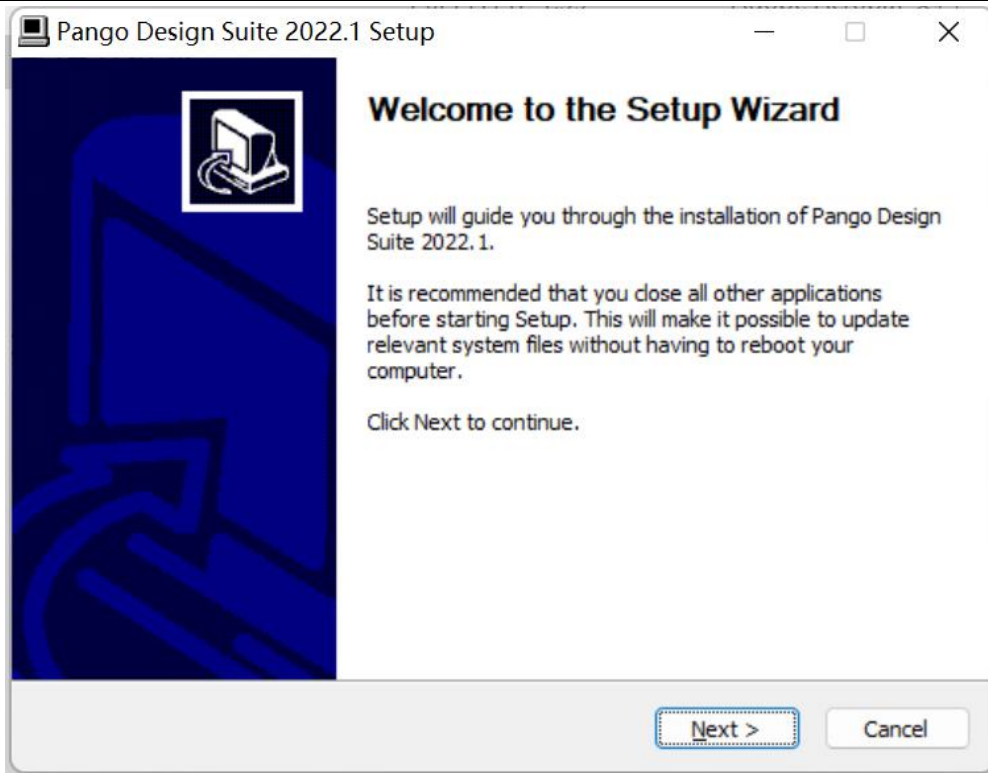 Pango Design Suite 2022.1 Setup
Welcome to the Setup Wizard
Setup will guide you through the installation of Pango Design
Suite 2022.1.
It is recommended that you close all other applications
before starting Setup. This will make it possible to update
relevant system files without having to reboot your
computer.
Click Next to continue.
Next >
Cancel